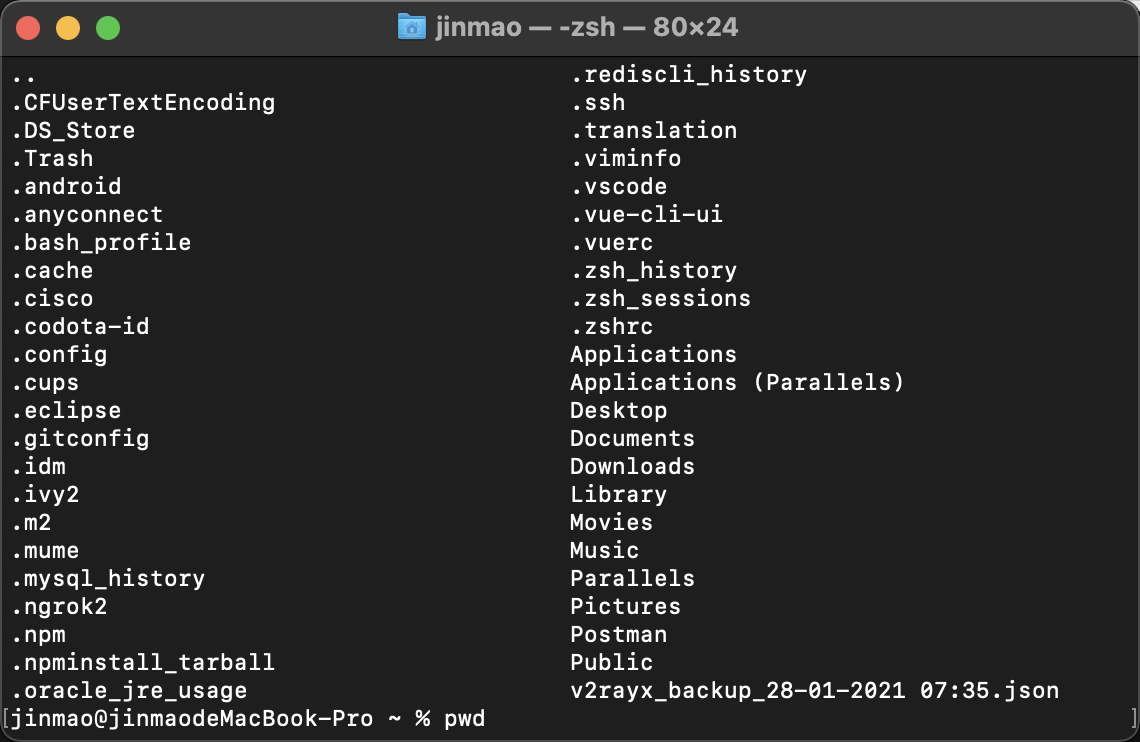 jinmao — -zsh — 80×24
.. .rediscli_history
.CFUserTextEncoding .ssh
.DS_Store .translation
.Trash .viminfo
.android .vscode
.anyconnect .vue-cli-ui
.bash_profile .vuerc
.cache .zsh_history
.cisco .zsh_sessions
.codota-id .zshrc
.config Applications
.cups Applications (Parallels)
.eclipse Desktop
.gitconfig Documents
.idm Downloads
.ivy2 Library
.m2 Movies
.mume Music
.mysql_history Parallels
.ngrok2 Pictures
.npm Postman
.npminstall_tarball Public
.oracle_jre_usage v2rayx_backup_28-01-2021 07:35.json
[jinmao@jinmaodeMacBook-Pro ~ % pwd ]